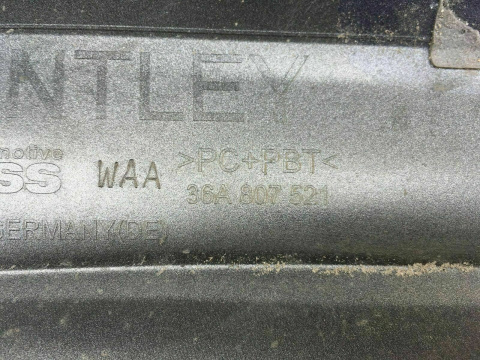 NTLEY
motive
SS
WAA
>PC+PBT<
36A 807 521
GERMANY(DE)